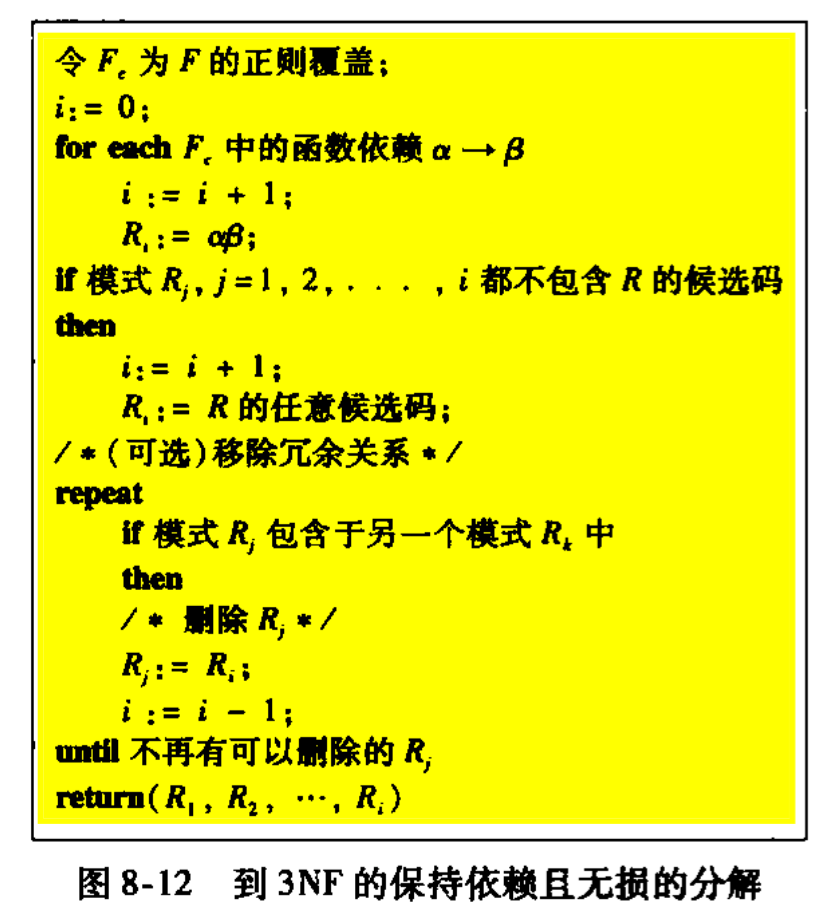 令 F_c 为 F 的正则覆盖;
i:= 0;
for each F_c 中的函数依赖 α → β
i := i + 1;
R_i := αβ;
if 模式 R_j, j=1, 2, . . . , i 都不包含 R 的候选码
then
i:= i + 1;
R_i := R 的任意候选码;
/*(可选)移除冗余关系 */
repeat
if 模式 R_j 包含于另一个模式 R_k 中
then
/* 删除 R_j */
R_j := R_i;
i := i - 1;
until 不再有可以删除的 R_j
return(R_1, R_2, …, R_i)
图 8-12 到 3NF 的保持依赖且无损的分解